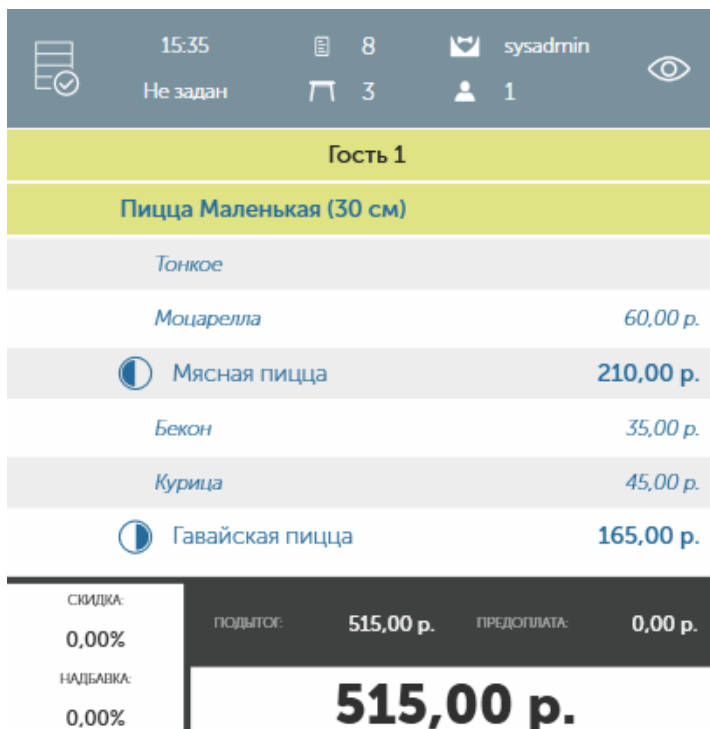 15:35 8 sysadmin
Не задан 3 1
Гость 1
Пицца Маленькая (30 см)
Тонкое
Моцарелла 60,00 р.
Мясная пицца 210,00 р.
Бекон 35,00 р.
Курица 45,00 р.
Гавайская пицца 165,00 р.
СКИДКА:
0,00%
ПОДЫТОГ: 515,00 р. ПРЕДОПЛАТА: 0,00 р.
НАДБАВКА:
0,00%
515,00 р.